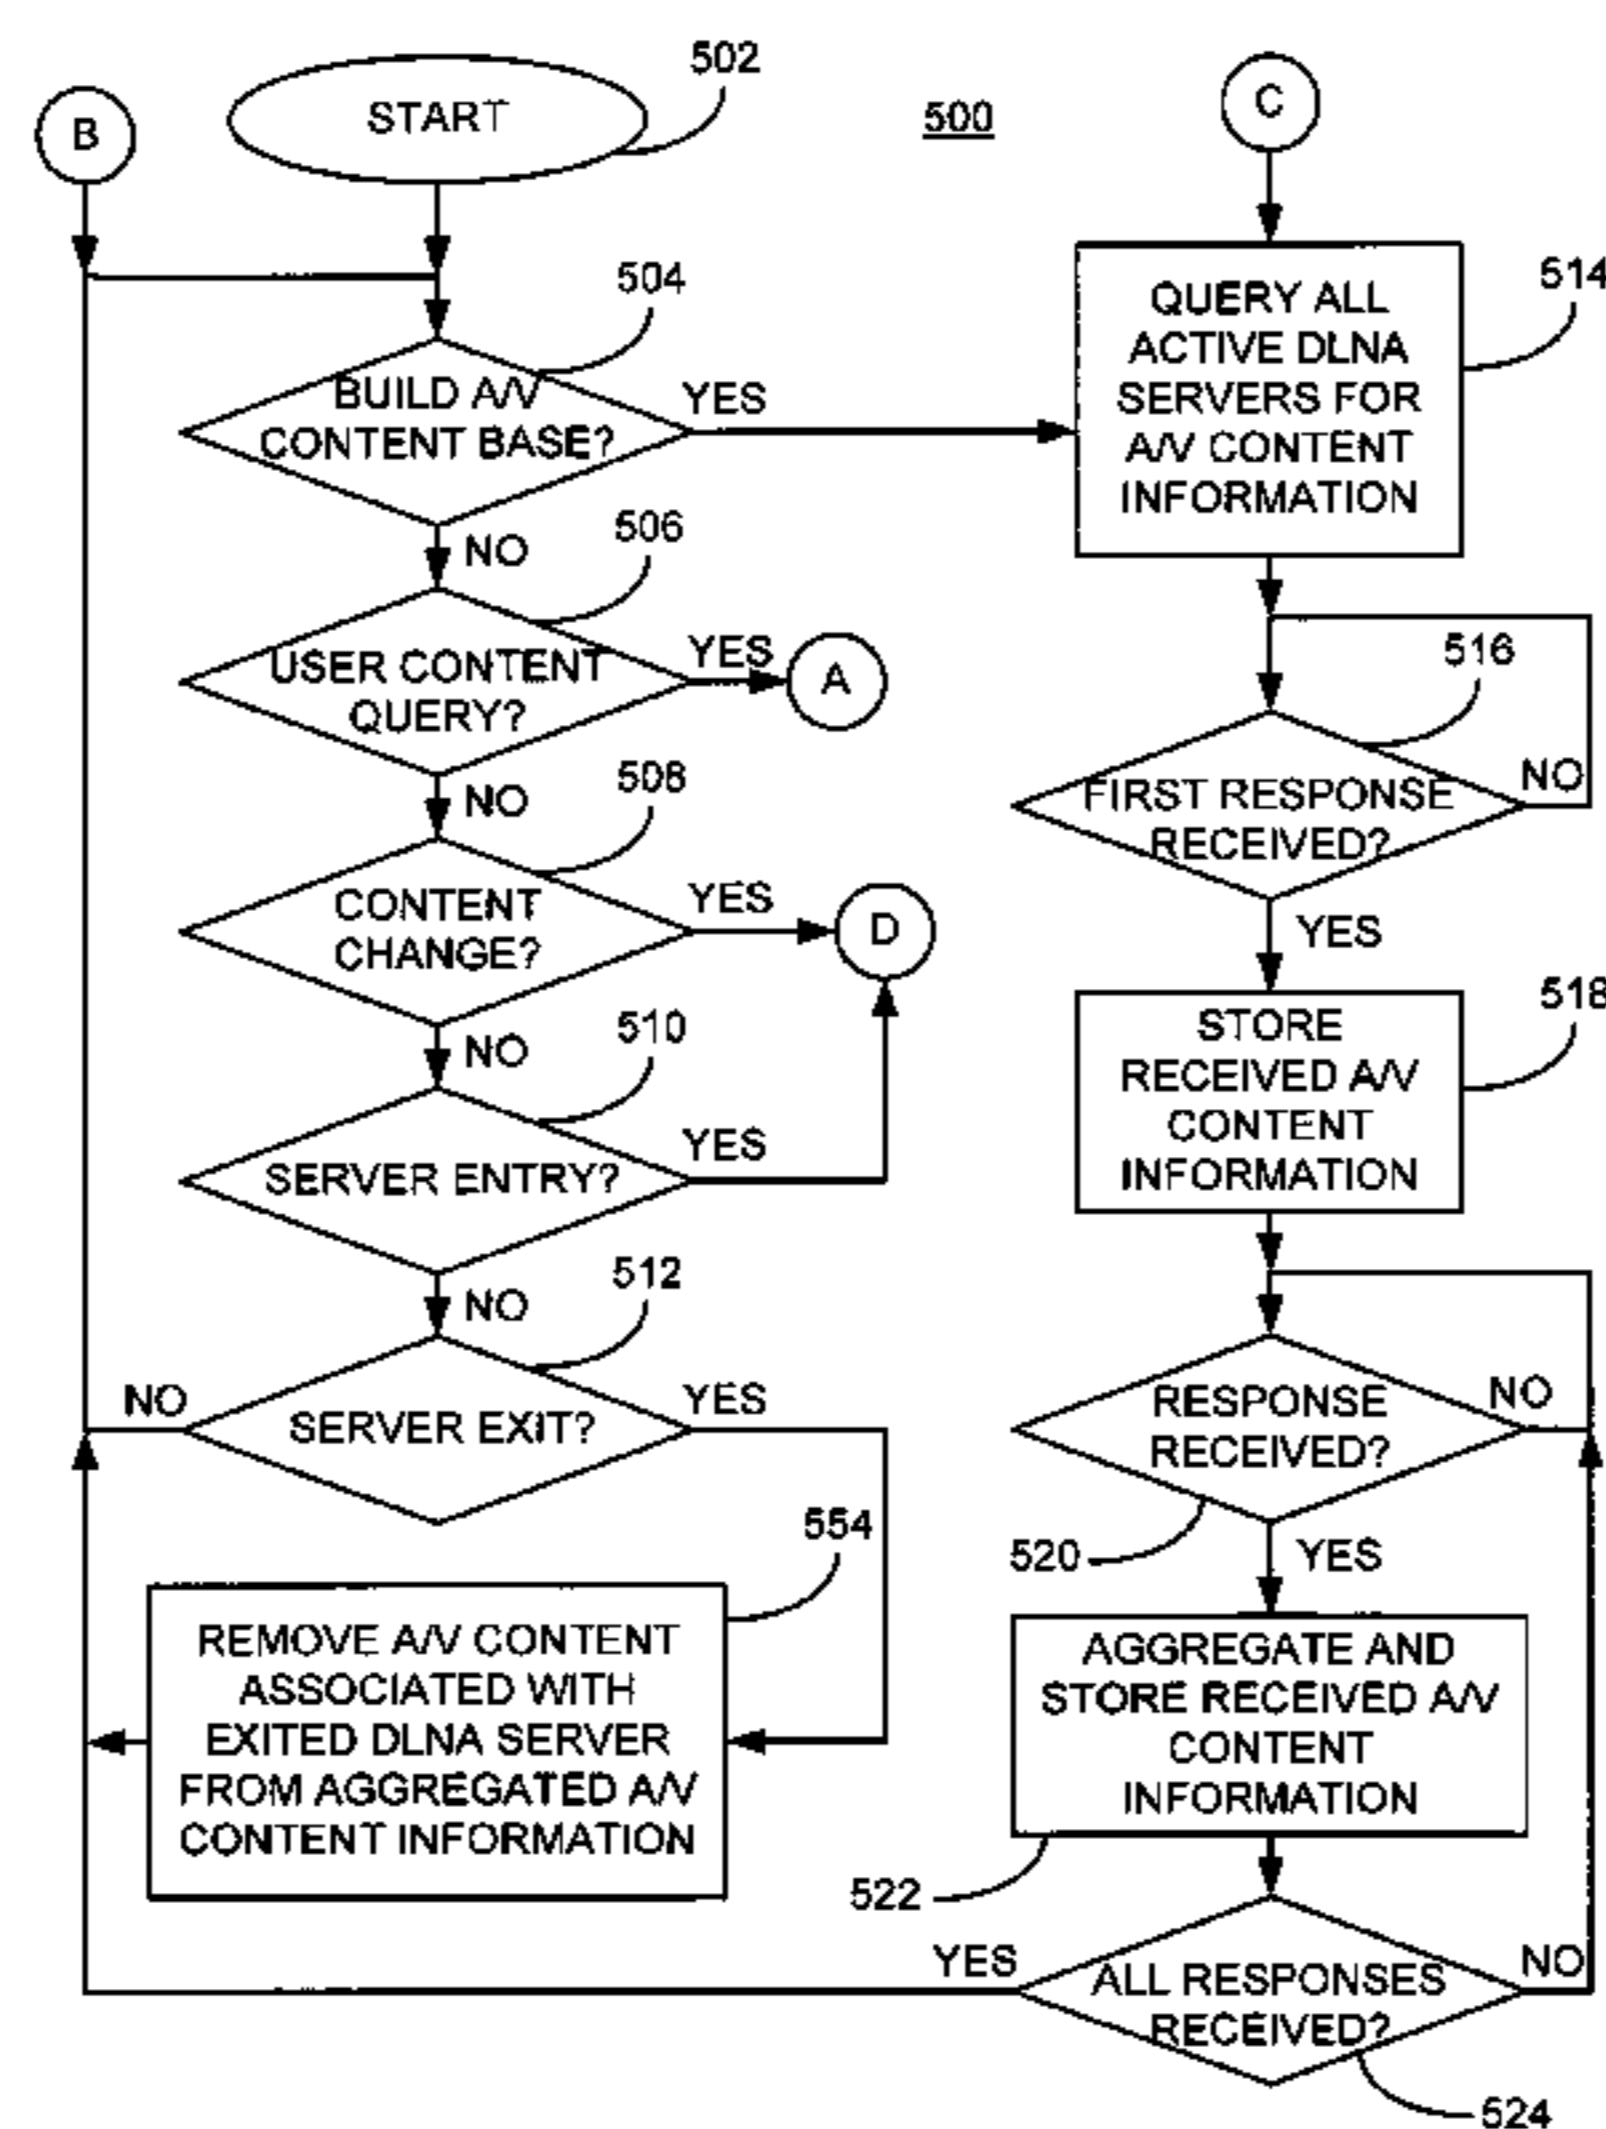 B
START
502
500
C
504
BUILD A/V
CONTENT BASE?
YES
NO
514
QUERY ALL
ACTIVE DLNA
SERVERS FOR
A/V CONTENT
INFORMATION
506
USER CONTENT
QUERY?
YES
A
NO
516
FIRST RESPONSE
RECEIVED?
NO
YES
508
CONTENT
CHANGE?
YES
D
NO
518
STORE
RECEIVED A/V
CONTENT
INFORMATION
510
SERVER ENTRY?
YES
NO
512
SERVER EXIT?
NO
YES
RESPONSE
RECEIVED?
NO
520
YES
554
REMOVE A/V CONTENT
ASSOCIATED WITH
EXITED DLNA SERVER
FROM AGGREGATED A/V
CONTENT INFORMATION
AGGREGATE AND
STORE RECEIVED A/V
CONTENT
INFORMATION
522
YES
ALL RESPONSES
RECEIVED?
NO
524